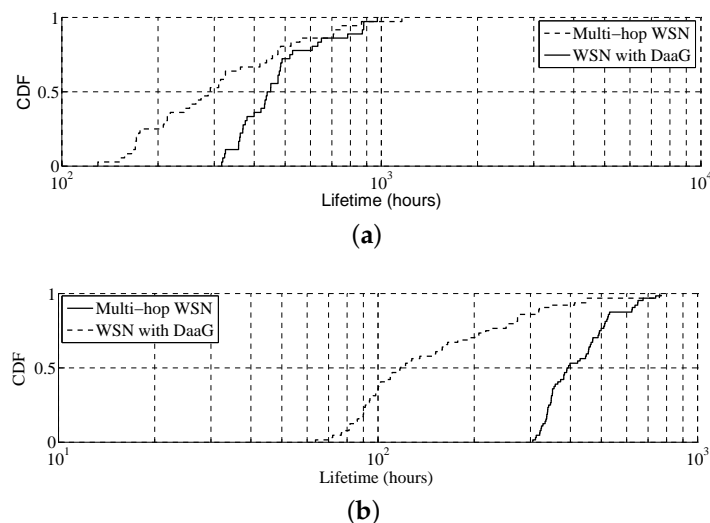 1
Multi−hop WSN
WSN with DaaG
CDF
0.5
0
10^2
10^3
10^4
Lifetime (hours)
(a)
1
Multi−hop WSN
WSN with DaaG
CDF
0.5
0
10^1
10^2
10^3
Lifetime (hours)
(b)